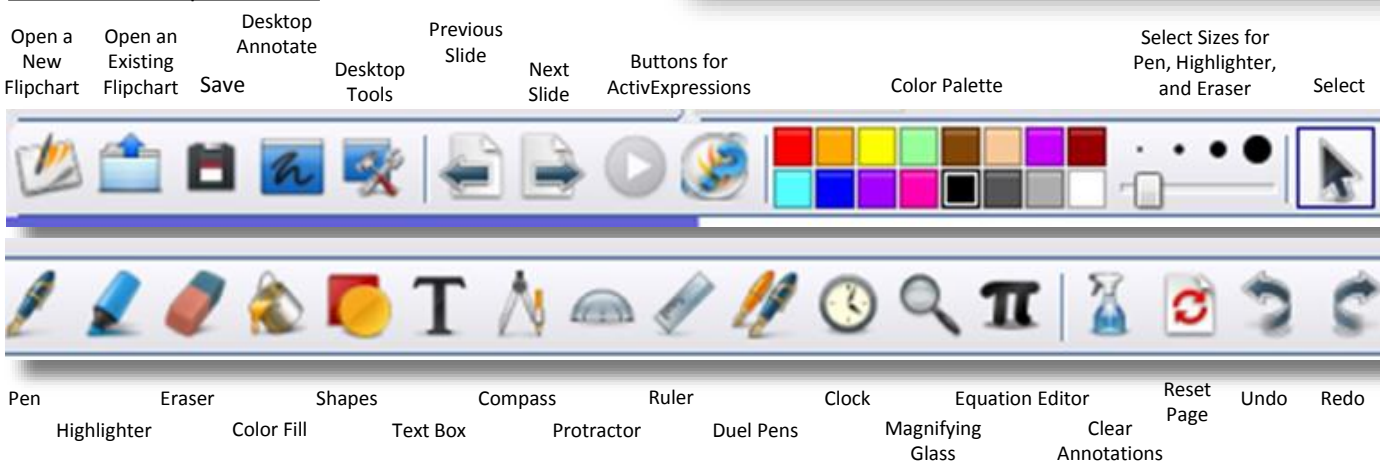 Open a
New
Flipchart
Open an
Existing
Flipchart
Save
Desktop
Annotate
Desktop
Tools
Previous
Slide
Next
Slide
Buttons for
ActivExpressions
Color Palette
Select Sizes for
Pen, Highlighter,
and Eraser
Select
T
π
Pen
Highlighter
Eraser
Color Fill
Shapes
Text Box
Compass
Protractor
Ruler
Duel Pens
Clock
Magnifying
Glass
Equation Editor
Clear
Annotations
Reset
Page
Undo
Redo